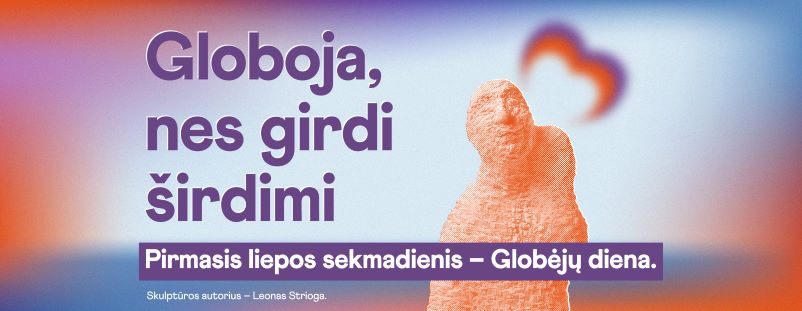 Globoja,
nes girdi
širdimi
Pirmasis liepos sekmadienis – Globėjų diena.
Skulptūros autorius – Leonas Strioga.